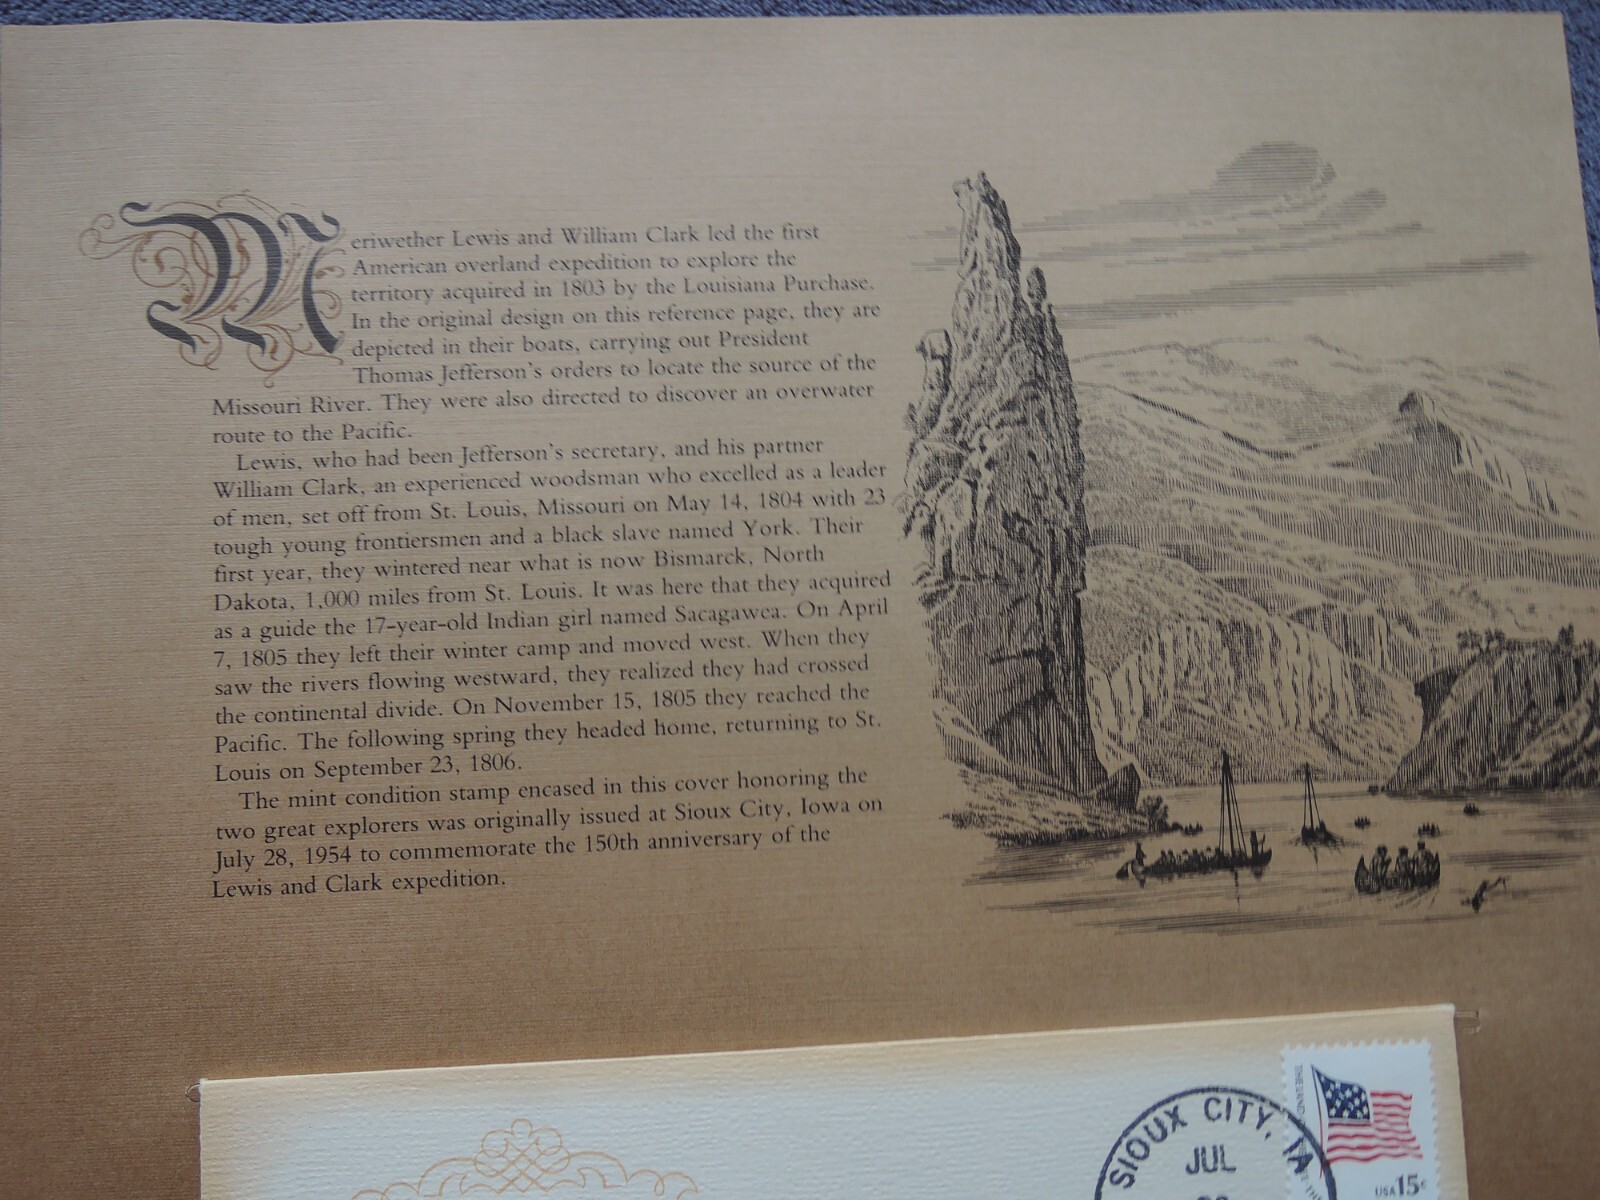 Meriwether Lewis and William Clark led the first
American overland expedition to explore the
territory acquired in 1803 by the Louisiana Purchase.
In the original design on this reference page, they are
depicted in their boats, carrying out President
Thomas Jefferson's orders to locate the source of the
Missouri River. They were also directed to discover an overwater
route to the Pacific.
Lewis, who had been Jefferson's secretary, and his partner
William Clark, an experienced woodsman who excelled as a leader
of men, set off from St. Louis, Missouri on May 14, 1804 with 23
tough young frontiersmen and a black slave named York. Their
first year, they wintered near what is now Bismarck, North
Dakota, 1,000 miles from St. Louis. It was here that they acquired
as a guide the 17-year-old Indian girl named Sacagawea. On April
7, 1805 they left their winter camp and moved west. When they
saw the rivers flowing westward, they realized they had crossed
the continental divide. On November 15, 1805 they reached the
Pacific. The following spring they headed home, returning to St.
Louis on September 23, 1806.
The mint condition stamp encased in this cover honoring the
two great explorers was originally issued at Sioux City, Iowa on
July 28, 1954 to commemorate the 150th anniversary of the
Lewis and Clark expedition.
SIOUX CITY, IA
JUL
USA 15c